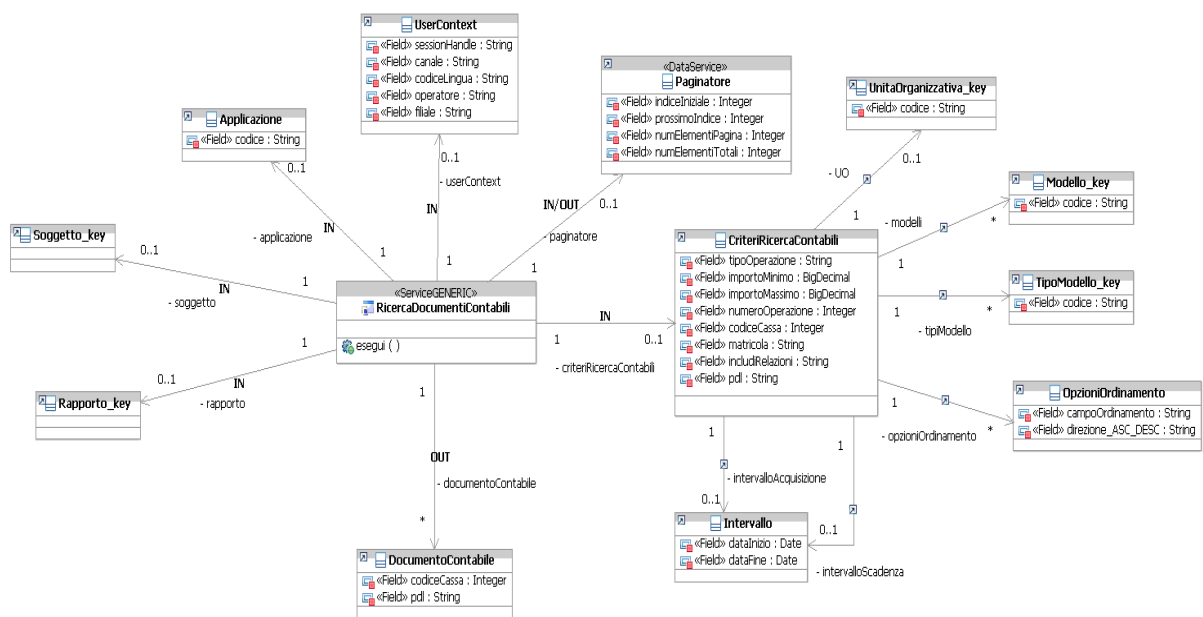 UserContext
«Field» sessionHandle : String
«Field» canale : String
«Field» codiceLingua : String
«Field» operatore : String
«Field» filiale : String
«DataService»
Paginatore
«Field» indiceIniziale : Integer
«Field» prossimoIndice : Integer
«Field» numElementiPagina : Integer
«Field» numElementiTotali : Integer
UnitaOrganizzativa_key
«Field» codice : String
Applicazione
«Field» codice : String
Modello_key
«Field» codice : String
Soggetto_key
0..1
0..1
- userContext
IN
IN
- applicazione
1
1
IN/OUT
0..1
- paginatore
1
0..1
- UO
1
- modelli
*
1
0..1
IN
- soggetto
1
CriteriRicercaContabili
«Field» tipoOperazione : String
«Field» importoMinimo : BigDecimal
«Field» importoMassimo : BigDecimal
«Field» numeroOperazione : Integer
«Field» codiceCassa : Integer
«Field» matricola : String
«Field» includiRelazioni : String
«Field» pdl : String
TipoModello_key
«Field» codice : String
1
- tipiModello
*
«ServiceGENERIC»
RicercaDocumentiContabili
esegui ( )
IN
1
0..1
- criteriRicercaContabili
1
0..1
IN
- rapporto
Rapporto_key
OpzioniOrdinamento
«Field» campoOrdinamento : String
«Field» direzione_ASC_DESC : String
1
- opzioniOrdinamento
*
1
OUT
- documentoContabile
*
1
- intervalloAcquisizione
0..1
1
0..1
- intervalloScadenza
Intervallo
«Field» dataInizio : Date
«Field» dataFine : Date
DocumentoContabile
«Field» codiceCassa : Integer
«Field» pdl : String